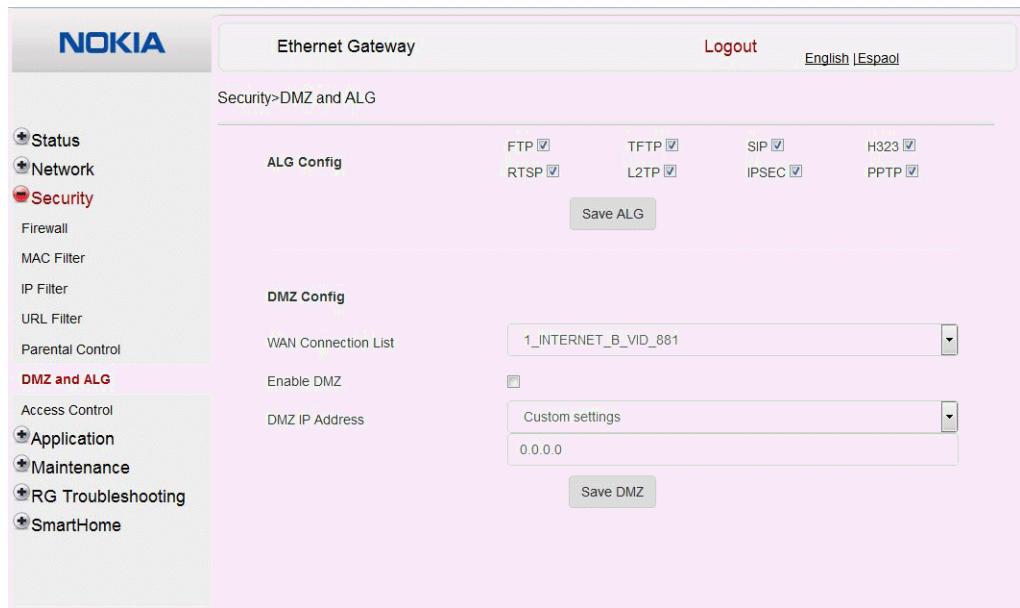 NOKIA
Ethernet Gateway
Logout
English | Espaol
Security>DMZ and ALG
Status
Network
Security
Firewall
MAC Filter
IP Filter
URL Filter
Parental Control
DMZ and ALG
Access Control
Application
Maintenance
RG Troubleshooting
SmartHome
ALG Config
FTP TFTP SIP H323
RTSP L2TP IPSEC PPTP
Save ALG
DMZ Config
WAN Connection List
1_INTERNET_B_VID_881
Enable DMZ
DMZ IP Address
Custom settings
0.0.0.0
Save DMZ